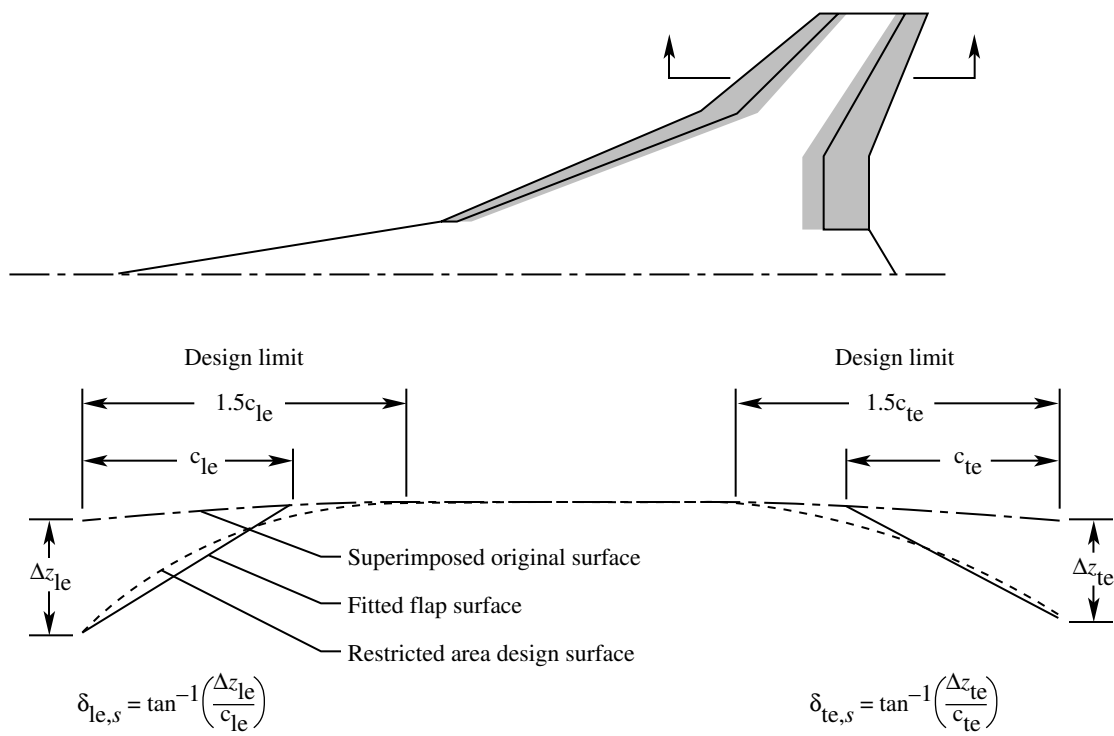 Design limit
Design limit
1.5c_le
1.5c_te
c_le
c_te
Superimposed original surface
Δz_le
Δz_te
Fitted flap surface
Restricted area design surface
δ_le,s = tan⁻¹(Δz_le/c_le)
δ_te,s = tan⁻¹(Δz_te/c_te)